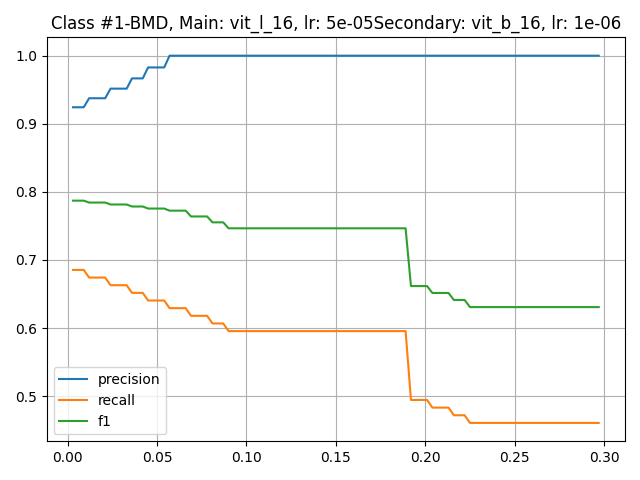 Class #1-BMD, Main: vit_l_16, lr: 5e-05Secondary: vit_b_16, lr: 1e-06
1.0
0.9
0.8
0.7
0.6
0.5
precision
recall
f1
0.00 0.05 0.10 0.15 0.20 0.25 0.30